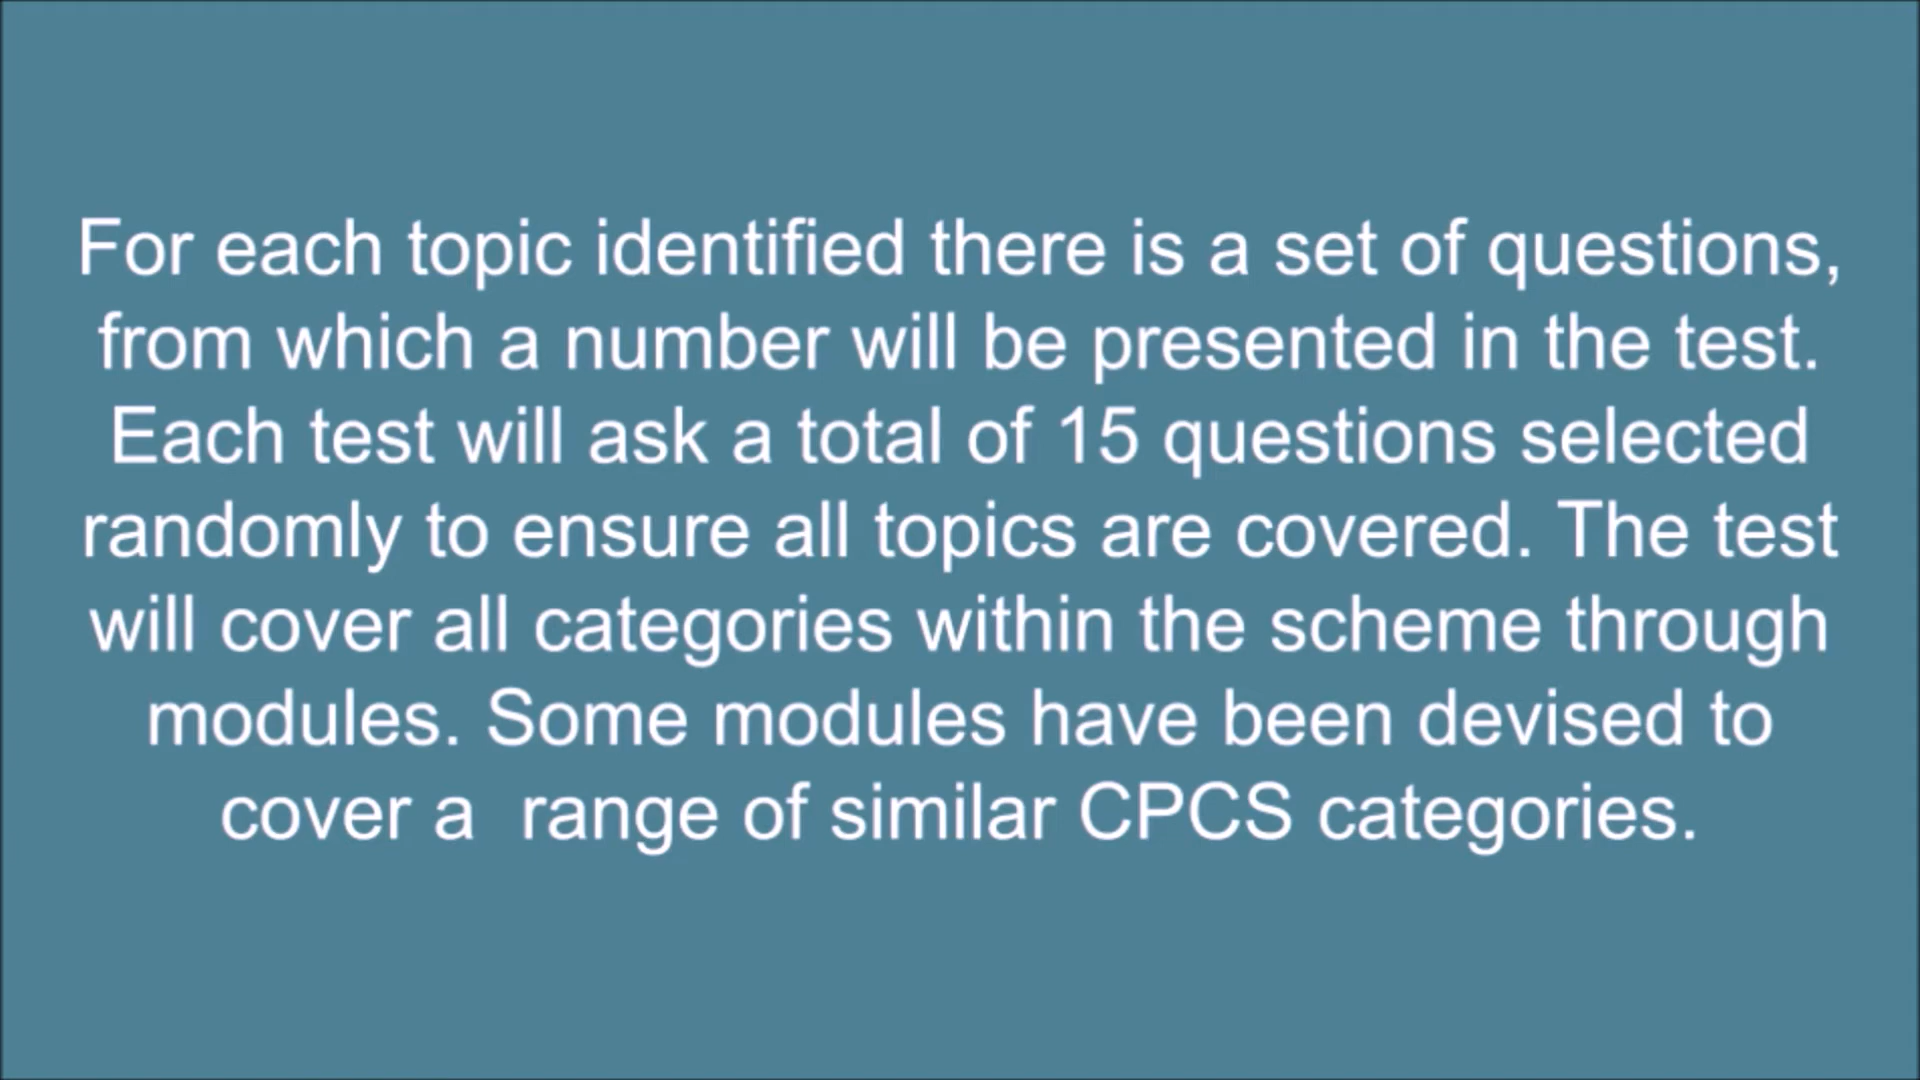 For each topic identified there is a set of questions,
from which a number will be presented in the test.
Each test will ask a total of 15 questions selected
randomly to ensure all topics are covered. The test
will cover all categories within the scheme through
modules. Some modules have been devised to
cover a  range of similar CPCS categories.